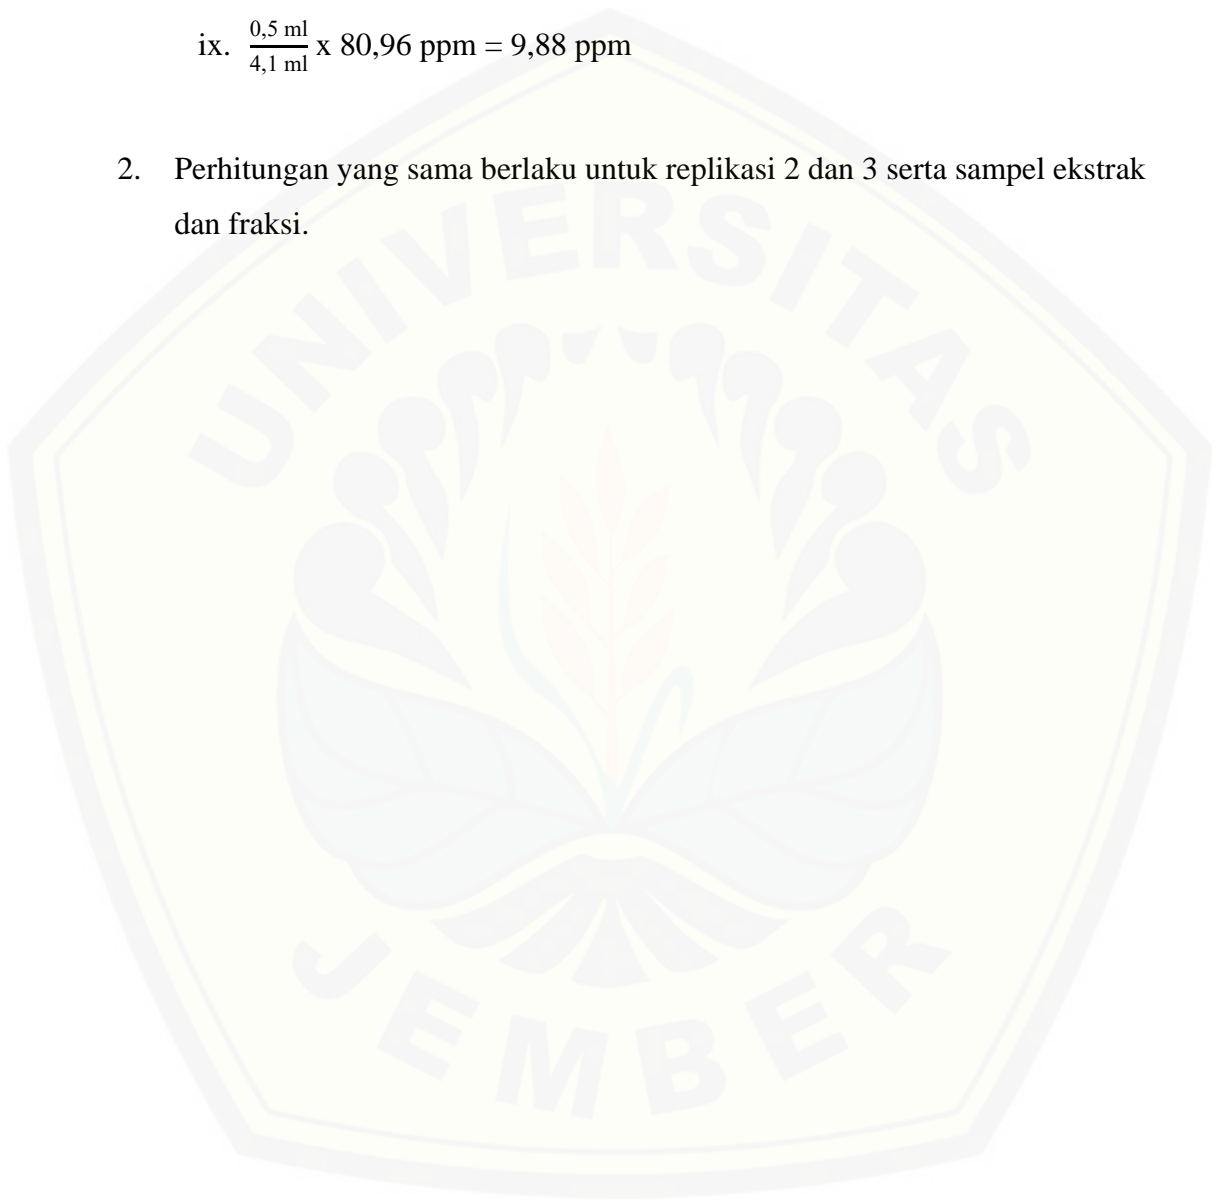 ix. 0,5 ml / 4,1 ml x 80,96 ppm = 9,88 ppm
2. Perhitungan yang sama berlaku untuk replikasi 2 dan 3 serta sampel ekstrak
dan fraksi.
UNIVERSITAS
JEMBER